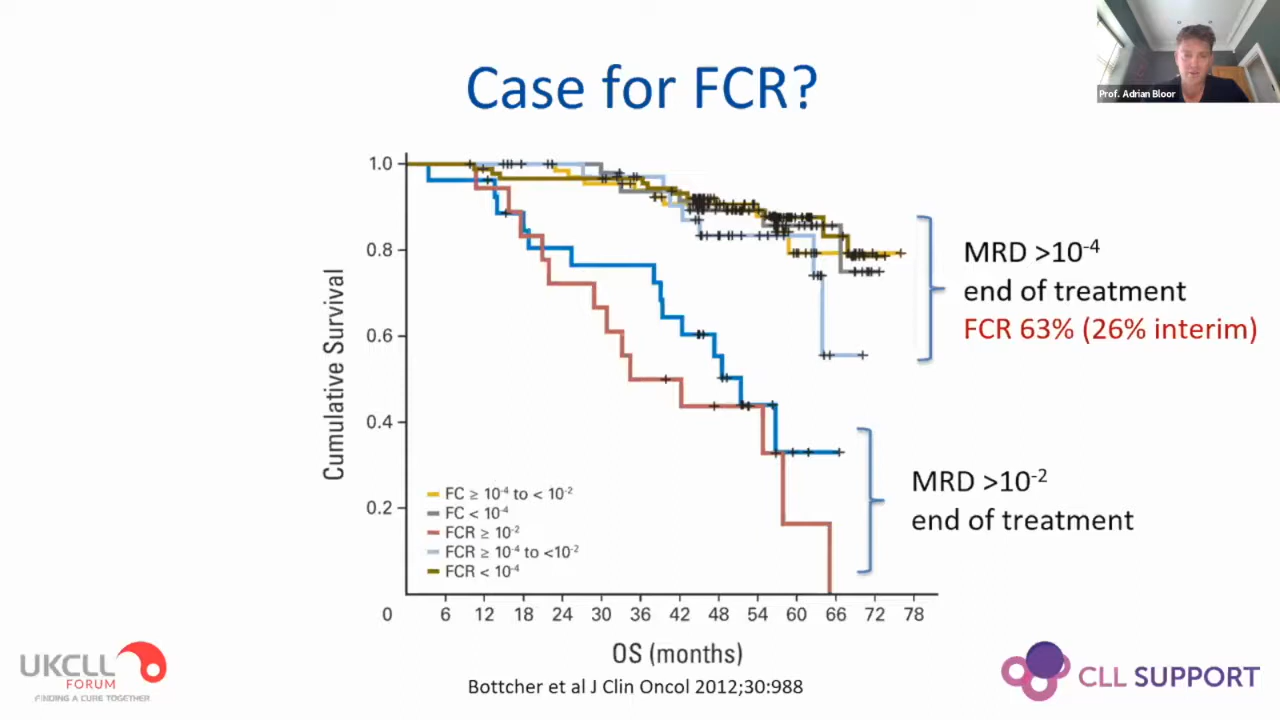 Prof. Adrian Bloor
Case for FCR?
1.0
0.8
0.6
0.4
0.2
0
Cumulative Survival
FC ≥ 10⁻⁴ to < 10⁻²
FC < 10⁻⁴
FCR ≥ 10⁻²
FCR ≥ 10⁻⁴ to <10⁻²
FCR < 10⁻⁴
6 12 18 24 30 36 42 48 54 60 66 72 78
OS (months)
MRD >10⁻⁴
end of treatment
FCR 63% (26% interim)
MRD >10⁻²
end of treatment
Bottcher et al J Clin Oncol 2012;30:988
UKCLL
FORUM
FINDING A CURE TOGETHER
CLL SUPPORT